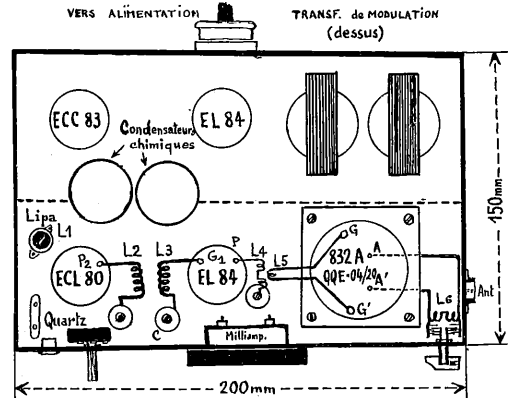 VERS ALIMENTATION
TRANSF. de MODULATION
(dessus)
ECC 83
EL 84
Condensateurs
chimiques
150mm
Lipa
L1
P2
L2
L3
G1
P
L4
L5
G
832A
A
QQE-04/20
A'
ECL 80
EL 84
G'
L6
Ant
Quartz
C
Milliamp.
200mm